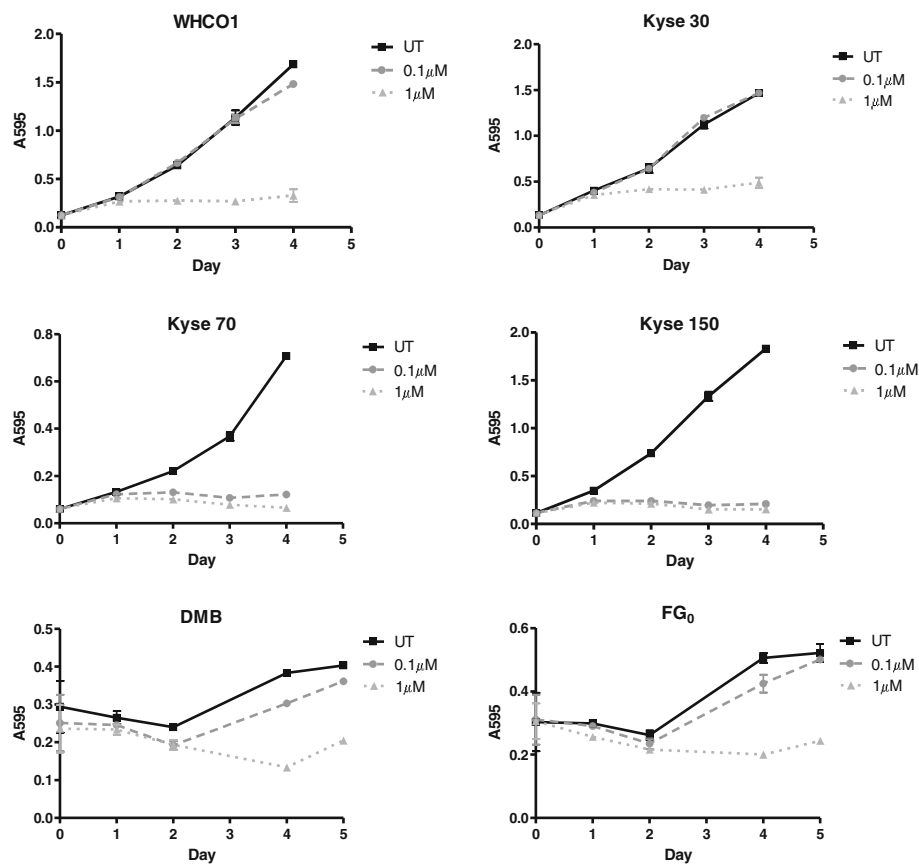 WHCO1
2.0
1.5
1.0
0.5
0.0
A595
0 1 2 3 4 5
Day
UT
0.1μM
1μM
Kyse 30
2.0
1.5
1.0
0.5
0.0
A595
0 1 2 3 4 5
Day
UT
0.1μM
1μM
Kyse 70
0.8
0.6
0.4
0.2
0.0
A595
0 1 2 3 4 5
Day
UT
0.1μM
1μM
Kyse 150
2.0
1.5
1.0
0.5
0.0
A595
0 1 2 3 4 5
Day
UT
0.1μM
1μM
DMB
0.5
0.4
0.3
0.2
0.1
0.0
A595
0 1 2 3 4 5
Day
UT
0.1μM
1μM
FG₀
0.6
0.4
0.2
0.0
A595
0 1 2 3 4 5
Day
UT
0.1μM
1μM